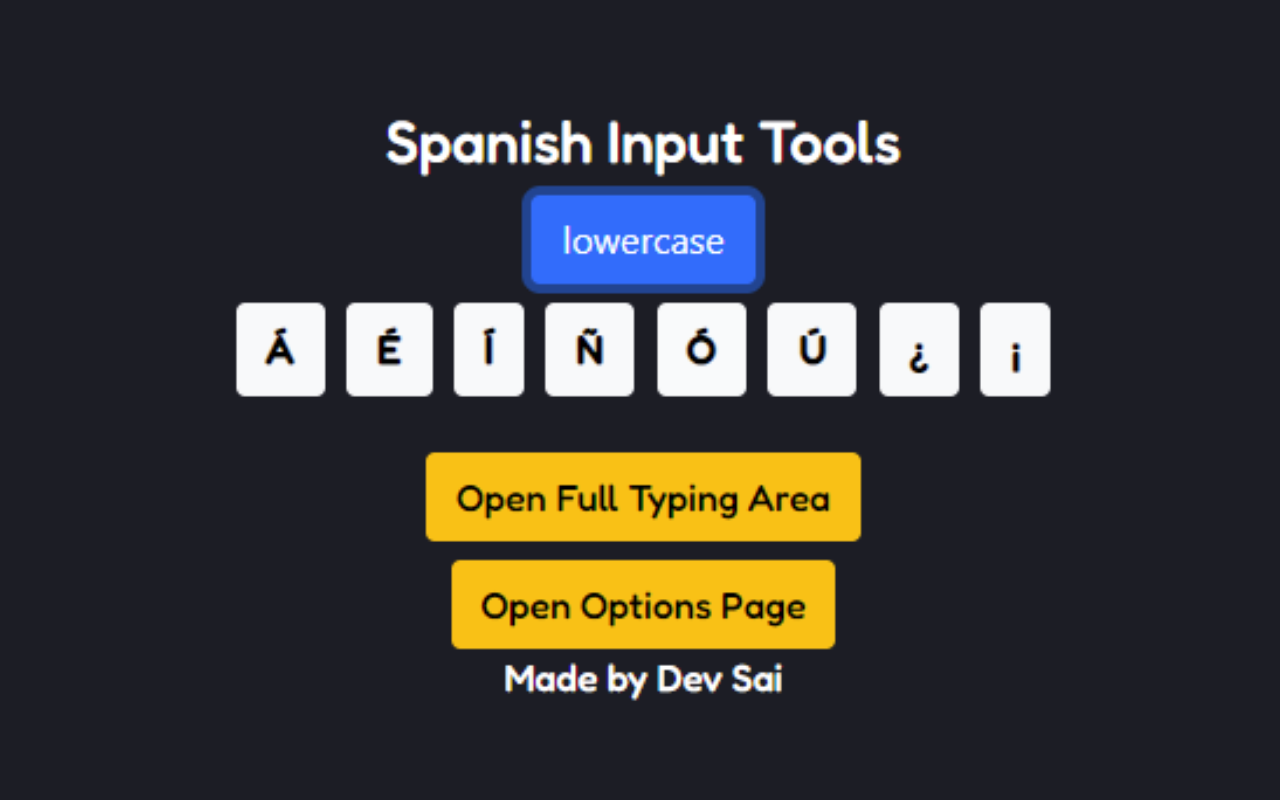 Spanish Input Tools
lowercase
Á É Í Ñ Ó Ú ¿ ¡
Open Full Typing Area
Open Options Page
Made by Dev Sai